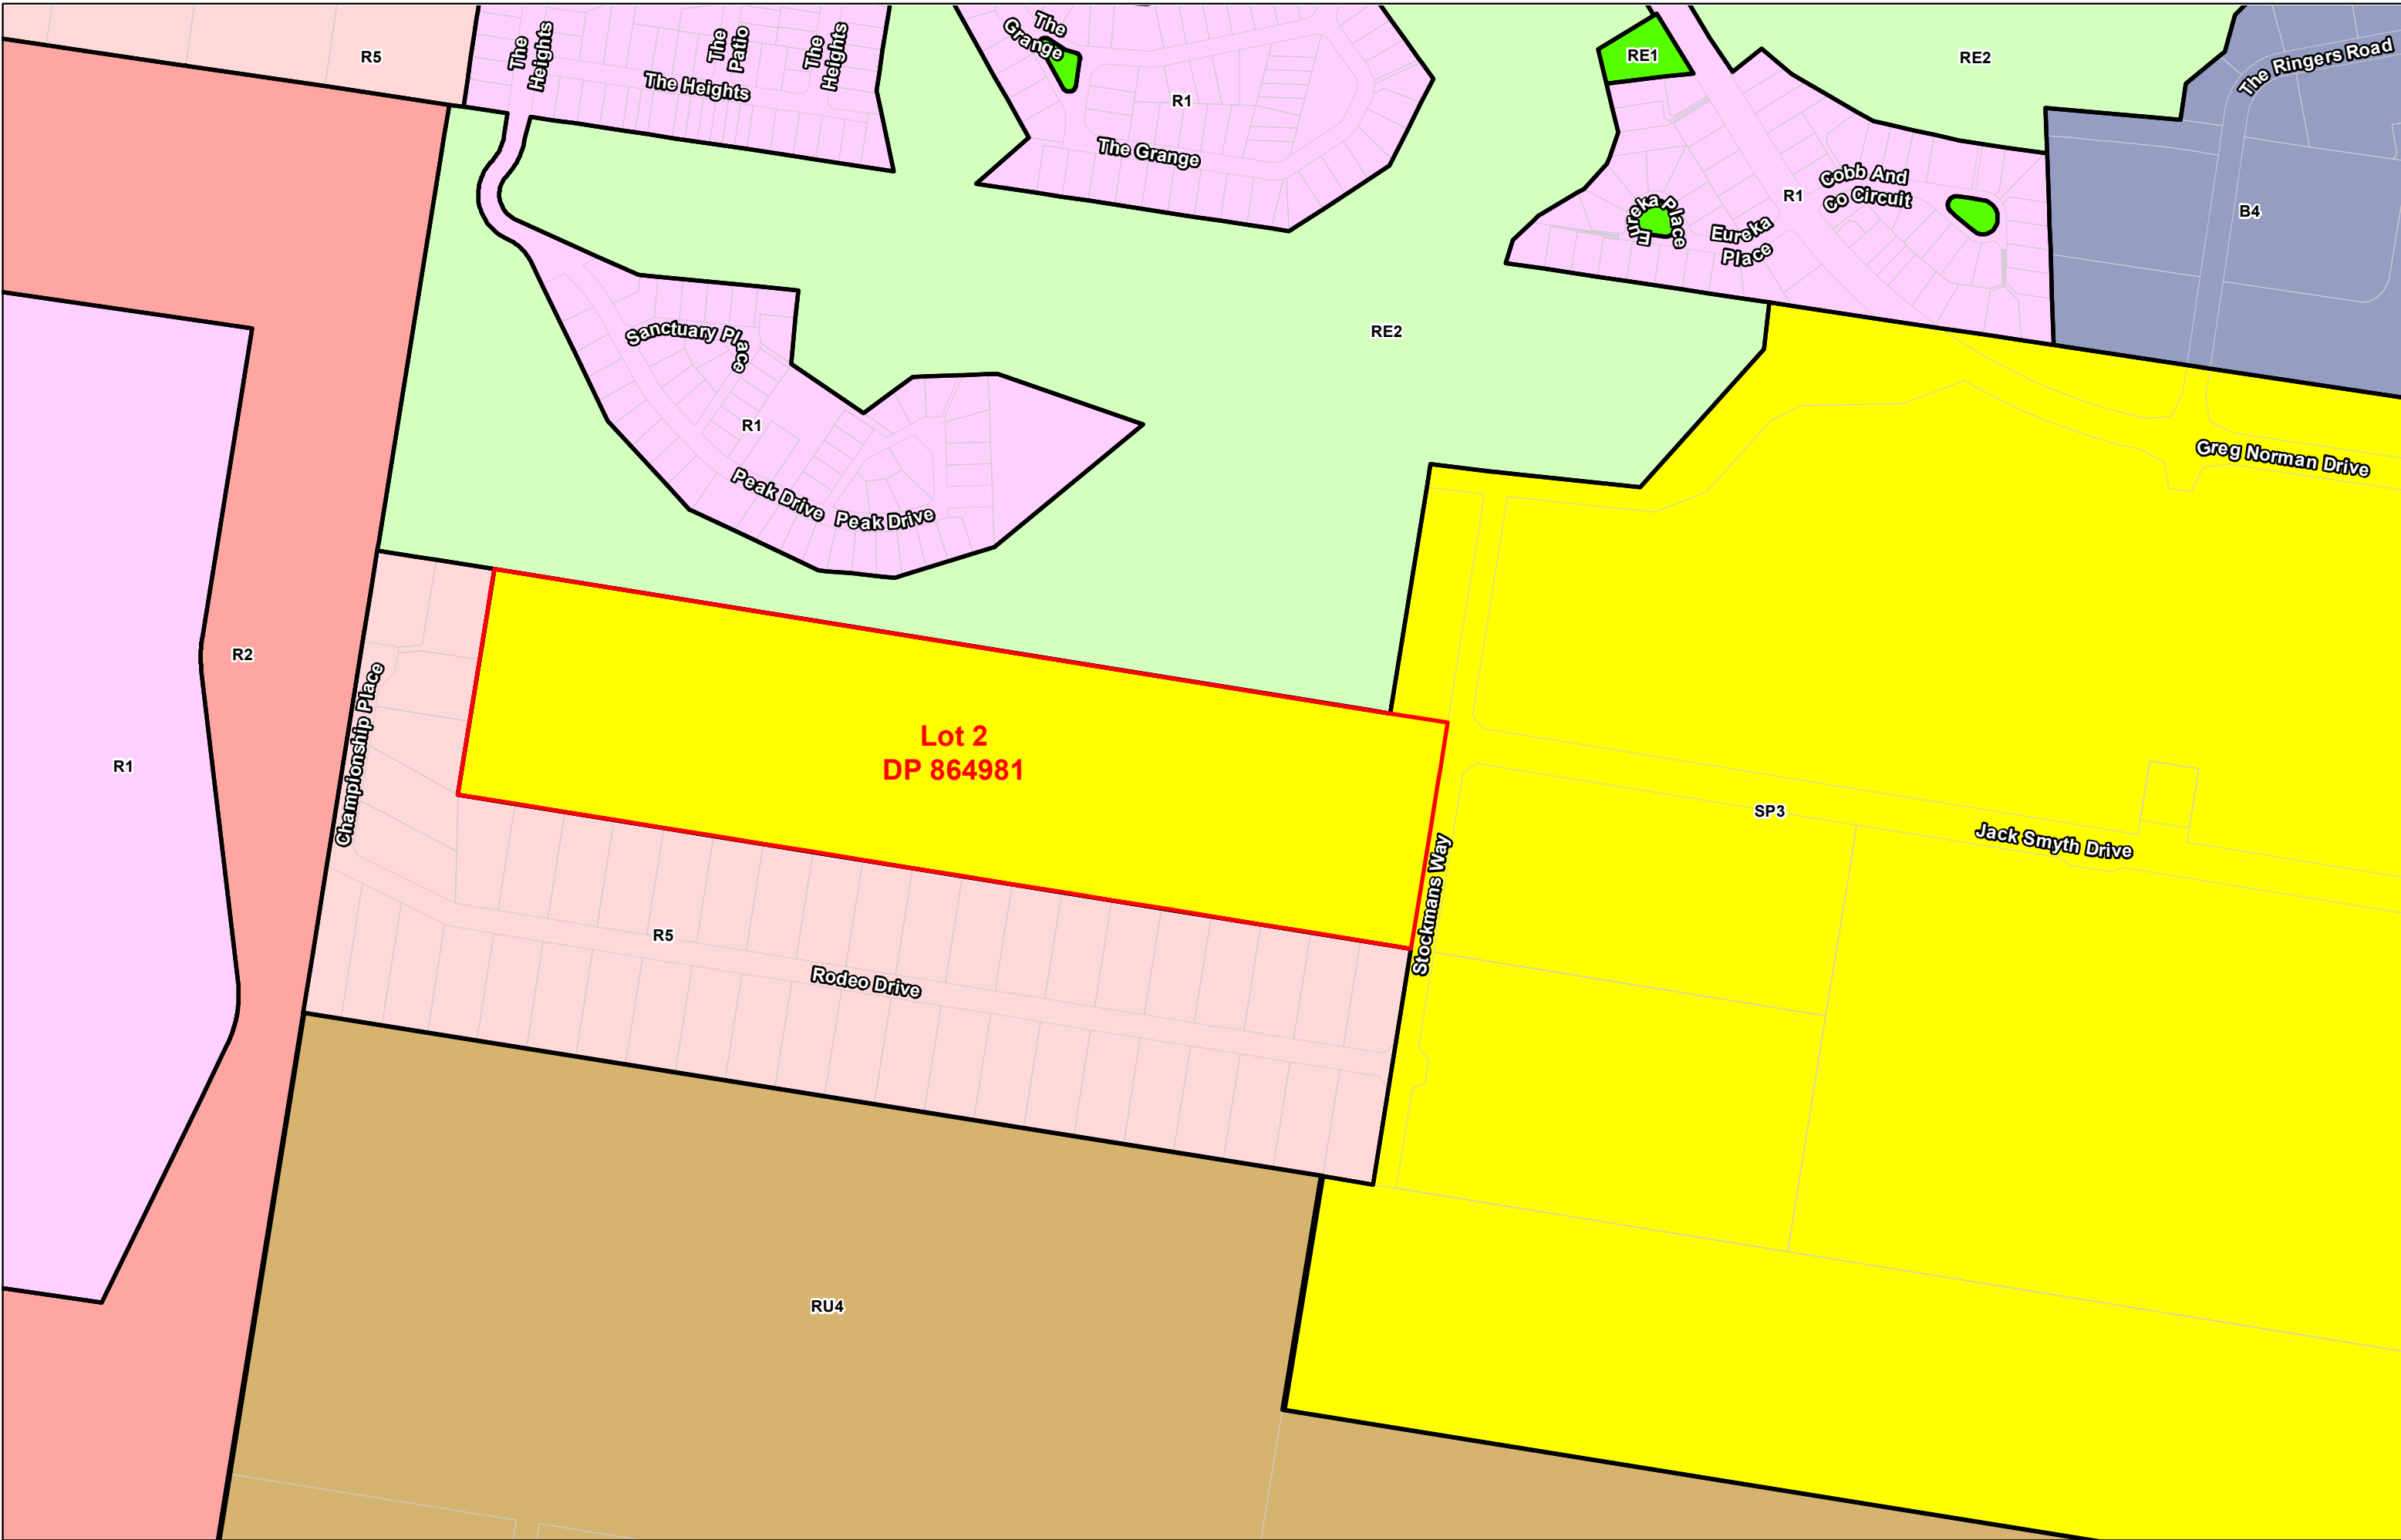 The
Heights
The
Patio
The
Heights
The Heights
R5
The
Grange
R1
The Grange
RE1
RE2
The Ringers Road
Cobb And
Co Circuit
R1
B4
Eureka Place
Eureka
Place
RE2
Sanctuary Place
R1
Peak Drive
Peak Drive
Greg Norman Drive
R2
Championship Place
Lot 2
DP 864981
R1
SP3
Jack Smyth Drive
Stockmans Way
R5
Rodeo Drive
RU4